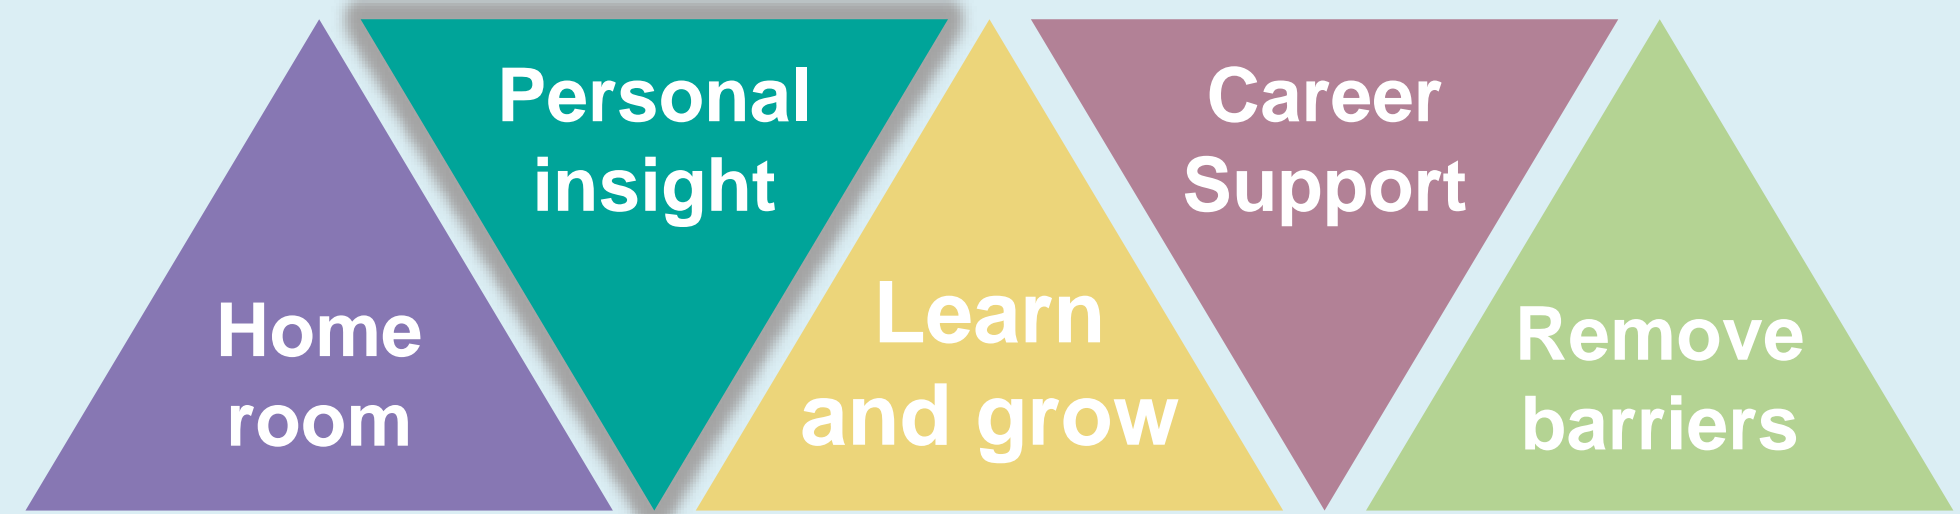 Home
room
Personal
insight
Learn
and grow
Career
Support
Remove
barriers